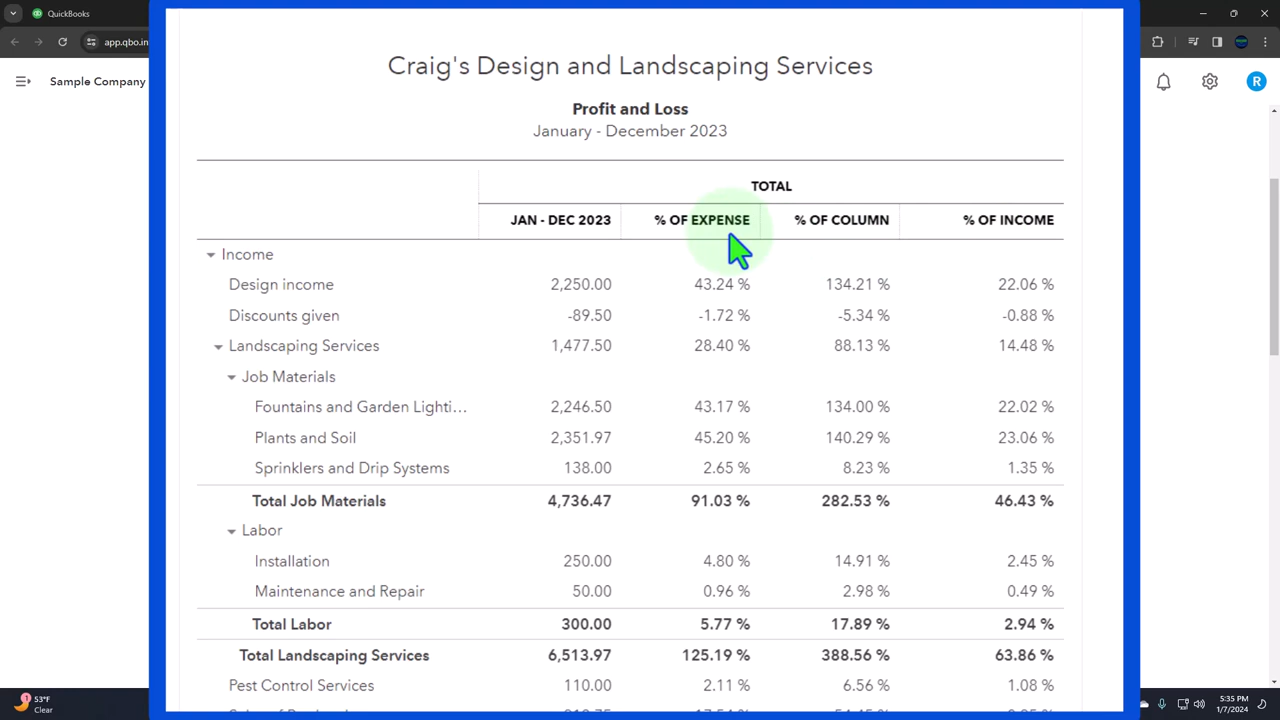 QuickBooks
app.qbo.in
Sample Company
R
Craig's Design and Landscaping Services
Profit and Loss
January - December 2023
TOTAL
JAN - DEC 2023 % OF EXPENSE % OF COLUMN % OF INCOME
Income
Design income 2,250.00 43.24 % 134.21 % 22.06 %
Discounts given -89.50 -1.72 % -5.34 % -0.88 %
Landscaping Services 1,477.50 28.40 % 88.13 % 14.48 %
Job Materials
Fountains and Garden Lighti... 2,246.50 43.17 % 134.00 % 22.02 %
Plants and Soil 2,351.97 45.20 % 140.29 % 23.06 %
Sprinklers and Drip Systems 138.00 2.65 % 8.23 % 1.35 %
Total Job Materials 4,736.47 91.03 % 282.53 % 46.43 %
Labor
Installation 250.00 4.80 % 14.91 % 2.45 %
Maintenance and Repair 50.00 0.96 % 2.98 % 0.49 %
Total Labor 300.00 5.77 % 17.89 % 2.94 %
Total Landscaping Services 6,513.97 125.19 % 388.56 % 63.86 %
Pest Control Services 110.00 2.11 % 6.56 % 1.08 %
53°F
Clear
5:35 PM
1/7/2024